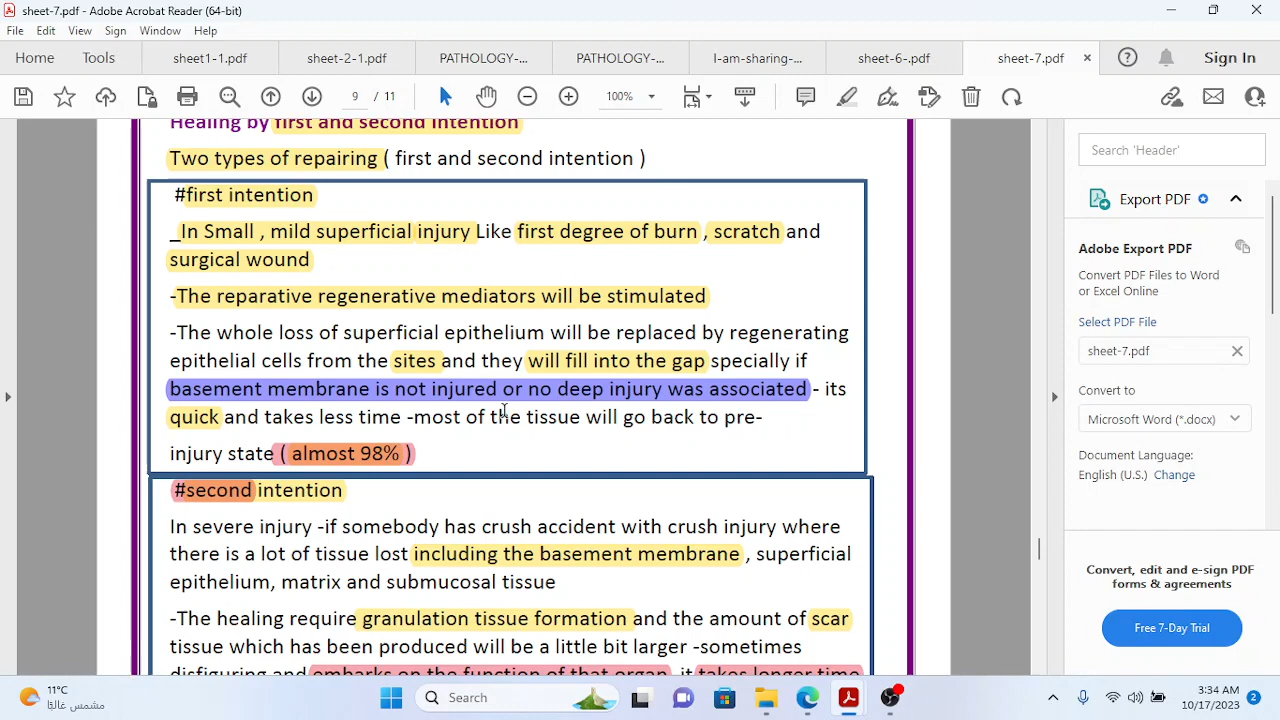 sheet-7.pdf - Adobe Acrobat Reader (64-bit)
File Edit View Sign Window Help
Home Tools sheet1-1.pdf sheet-2-1.pdf PATHOLOGY-... PATHOLOGY-... I-am-sharing-... sheet-6-.pdf sheet-7.pdf Sign In
9 / 11 100%
Healing by first and second intention
Two types of repairing ( first and second intention )
#first intention
_In Small , mild superficial injury Like first degree of burn , scratch and
surgical wound
-The reparative regenerative mediators will be stimulated
-The whole loss of superficial epithelium will be replaced by regenerating
epithelial cells from the sites and they will fill into the gap specially if
basement membrane is not injured or no deep injury was associated - its
quick and takes less time -most of the tissue will go back to pre-
injury state ( almost 98% )
#second intention
In severe injury -if somebody has crush accident with crush injury where
there is a lot of tissue lost including the basement membrane , superficial
epithelium, matrix and submucosal tissue
-The healing require granulation tissue formation and the amount of scar
tissue which has been produced will be a little bit larger -sometimes
disfiguring and embarks on the function of that organ it takes longer time
Search 'Header'
Export PDF
Adobe Export PDF
Convert PDF Files to Word
or Excel Online
Select PDF File
sheet-7.pdf
Convert to
Microsoft Word (*.docx)
Document Language:
English (U.S.) Change
Convert, edit and e-sign PDF
forms & agreements
Free 7-Day Trial
11°C
مشمس غالبًا
Search
3:34 AM
10/17/2023
2